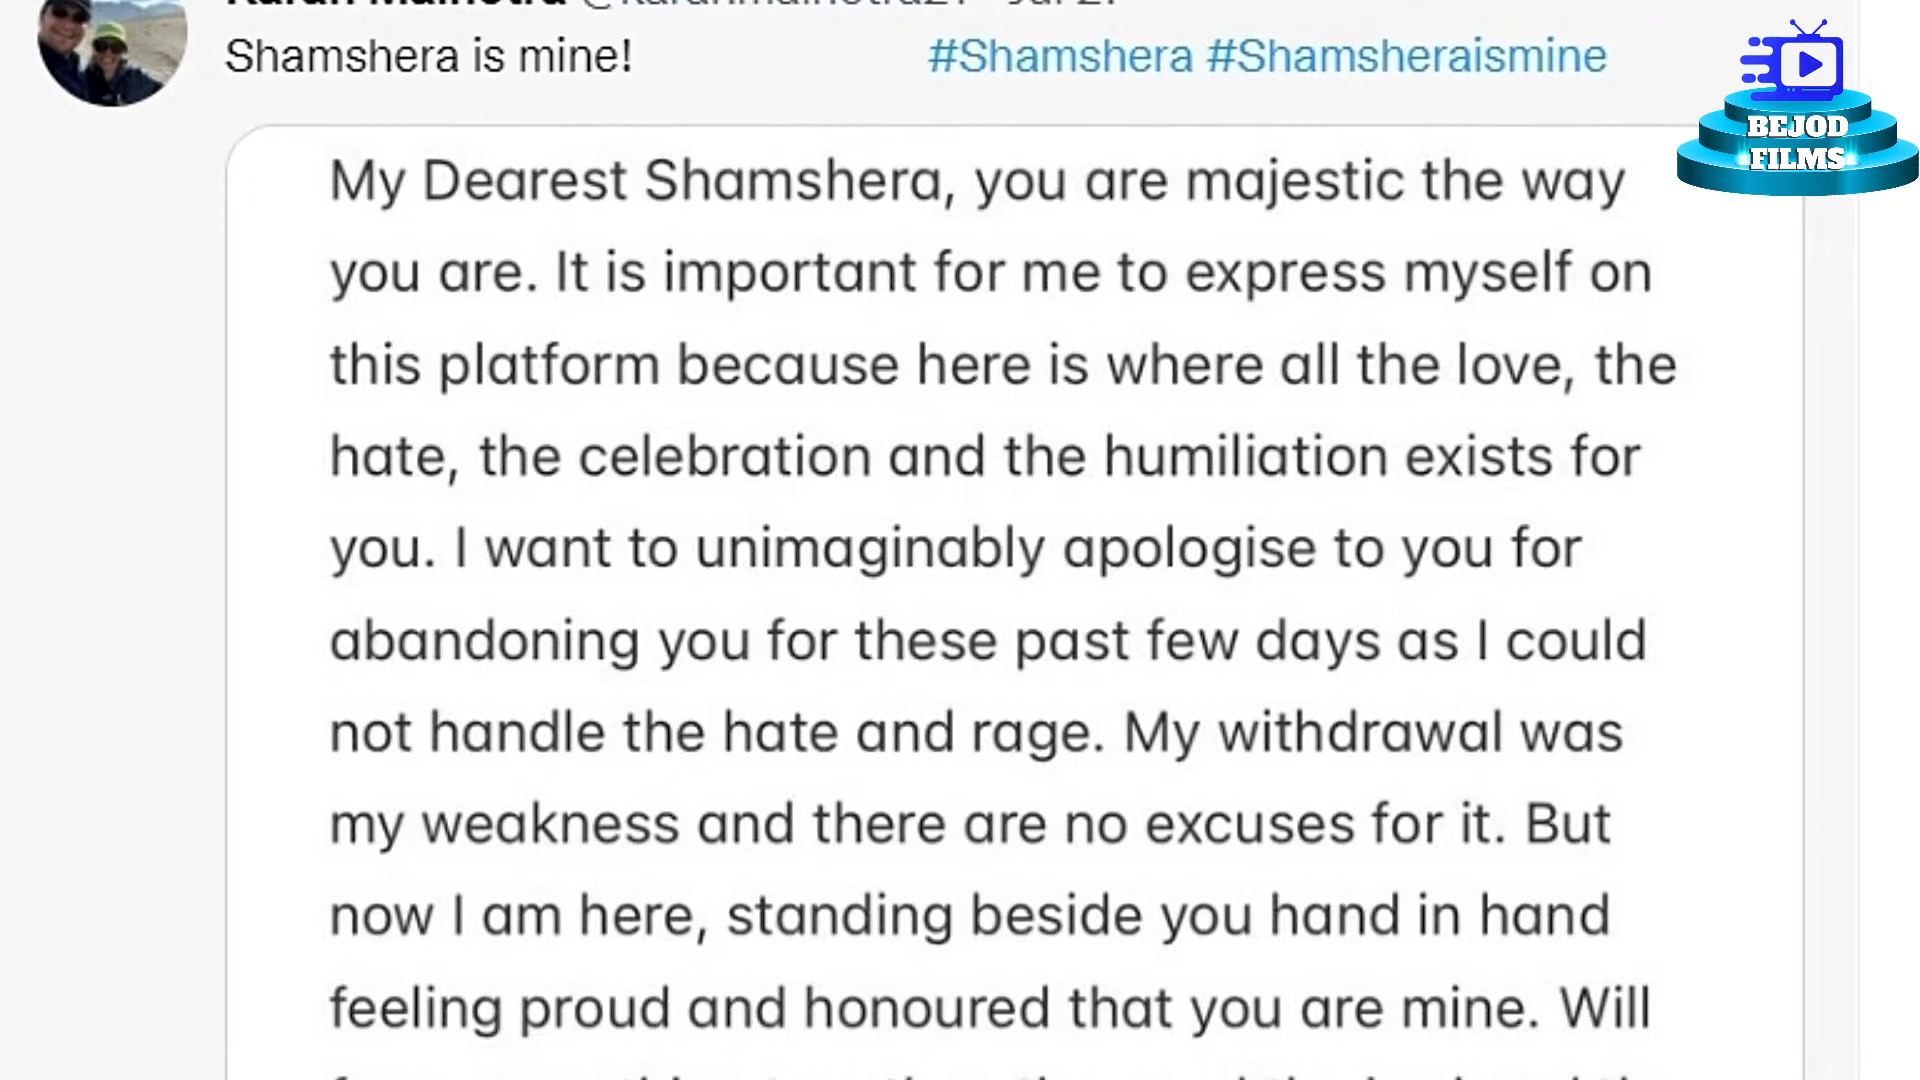 Karan Malhotra @karanmalhotra21 · Jul 27
Shamshera is mine! #Shamshera #Shamsheraismine
BEJOD
FILMS
My Dearest Shamshera, you are majestic the way
you are. It is important for me to express myself on
this platform because here is where all the love, the
hate, the celebration and the humiliation exists for
you. I want to unimaginably apologise to you for
abandoning you for these past few days as I could
not handle the hate and rage. My withdrawal was
my weakness and there are no excuses for it. But
now I am here, standing beside you hand in hand
feeling proud and honoured that you are mine. Will